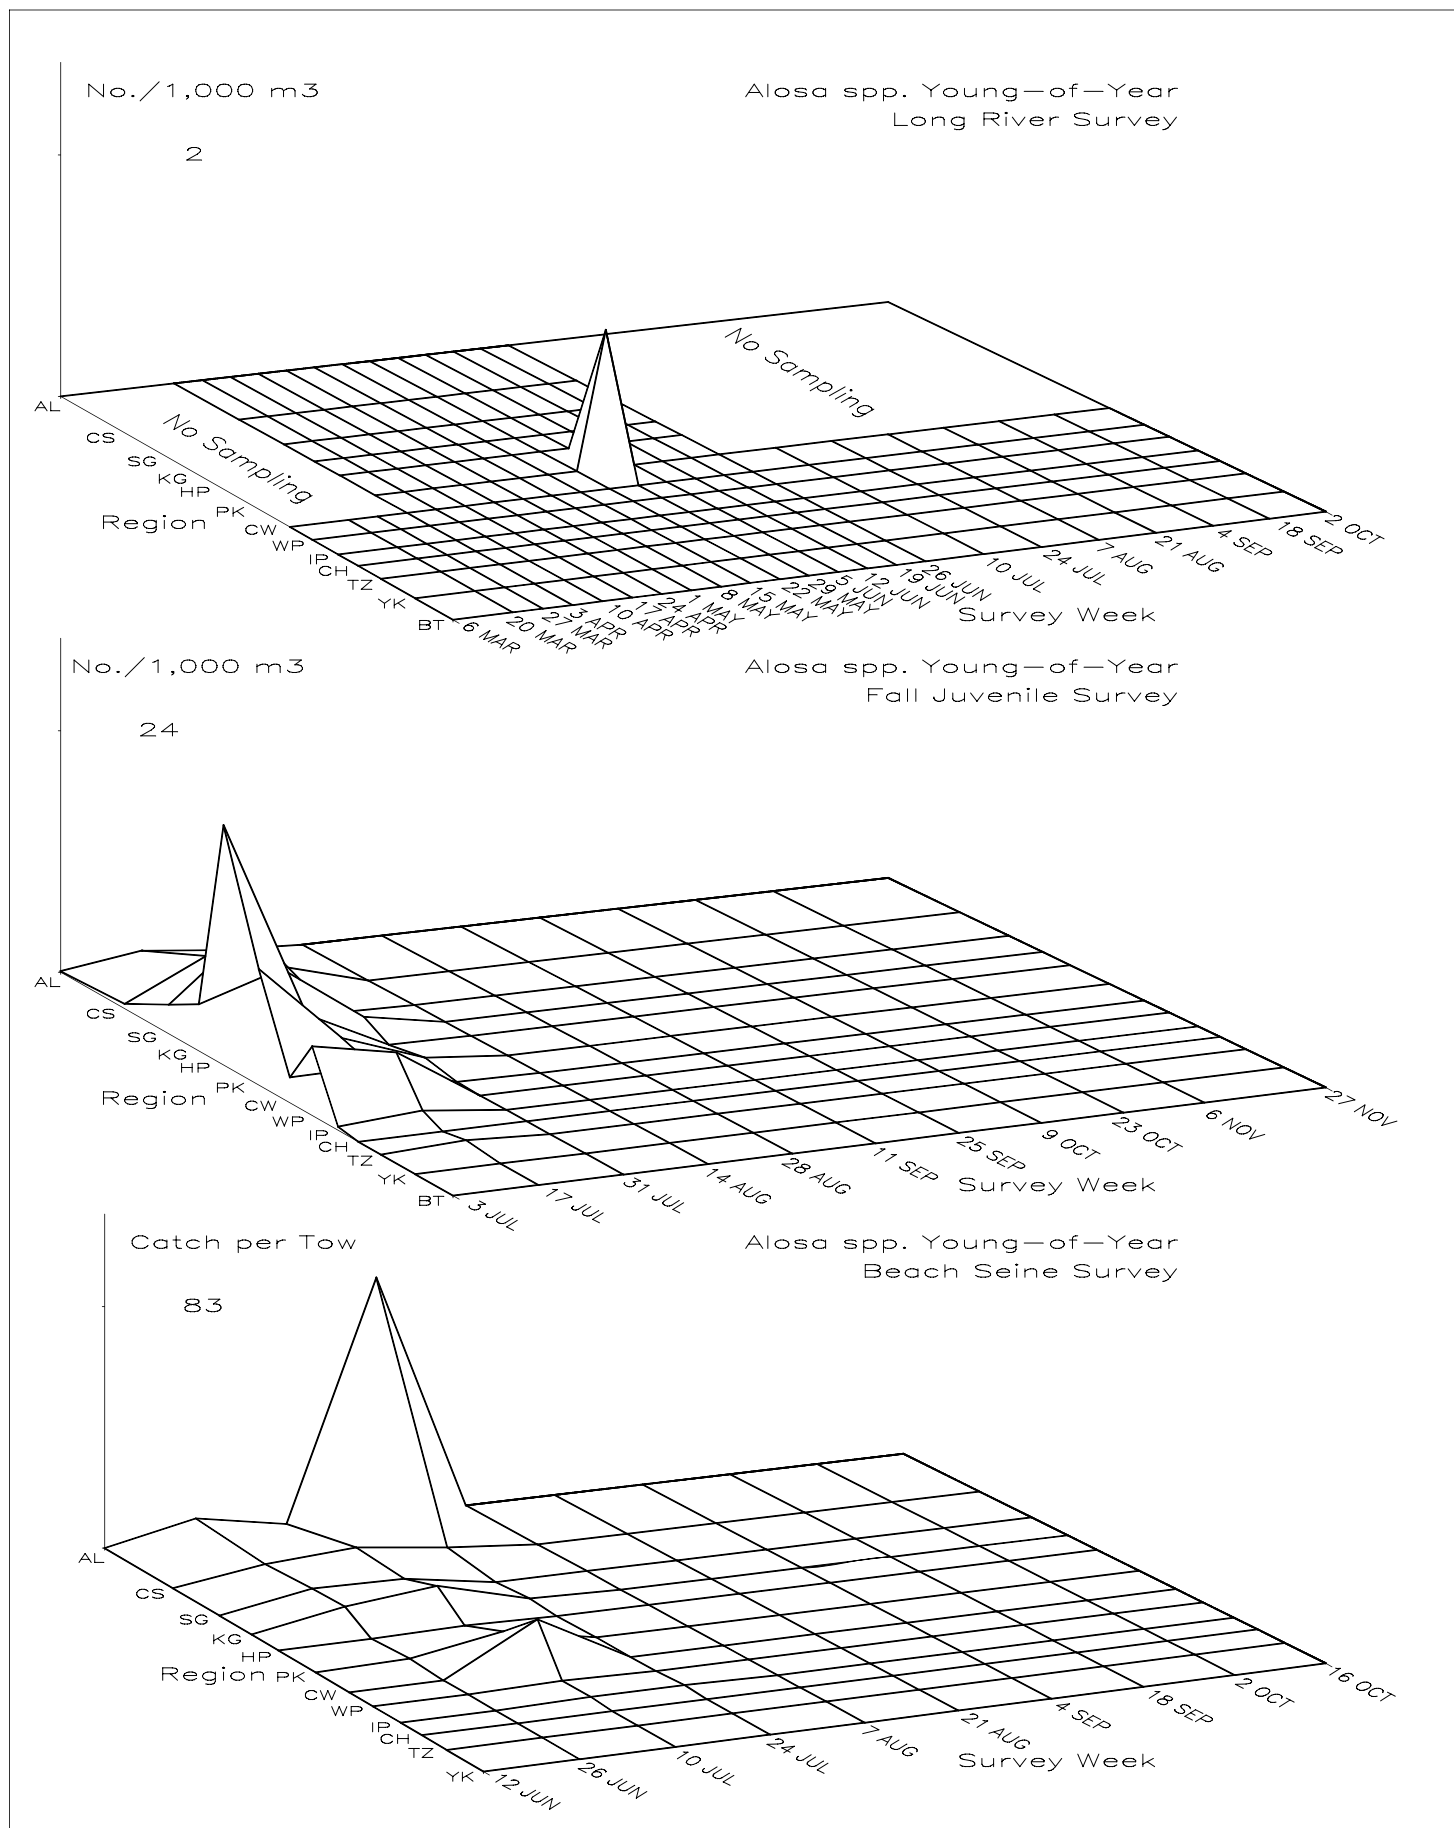 No./1,000 m3
Alosa spp. Young—of—Year
Long River Survey
2
No Sampling
No Sampling
AL
CS
SG
KG
HP
PK
CW
WP
IP
CH
TZ
YK
BT
Region
6 MAR
20 MAR
27 MAR
3 APR
10 APR
17 APR
24 APR
1 MAY
8 MAY
15 MAY
22 MAY
29 MAY
5 JUN
12 JUN
19 JUN
26 JUN
10 JUL
24 JUL
7 AUG
21 AUG
4 SEP
18 SEP
2 OCT
Survey Week
No./1,000 m3
Alosa spp. Young—of—Year
Fall Juvenile Survey
24
AL
CS
SG
KG
HP
PK
CW
WP
IP
CH
TZ
YK
BT
Region
3 JUL
17 JUL
31 JUL
14 AUG
28 AUG
11 SEP
25 SEP
9 OCT
23 OCT
6 NOV
27 NOV
Survey Week
Catch per Tow
Alosa spp. Young—of—Year
Beach Seine Survey
83
AL
CS
SG
KG
HP
PK
CW
WP
IP
CH
TZ
YK
Region
12 JUN
26 JUN
10 JUL
24 JUL
7 AUG
21 AUG
4 SEP
18 SEP
2 OCT
16 OCT
Survey Week